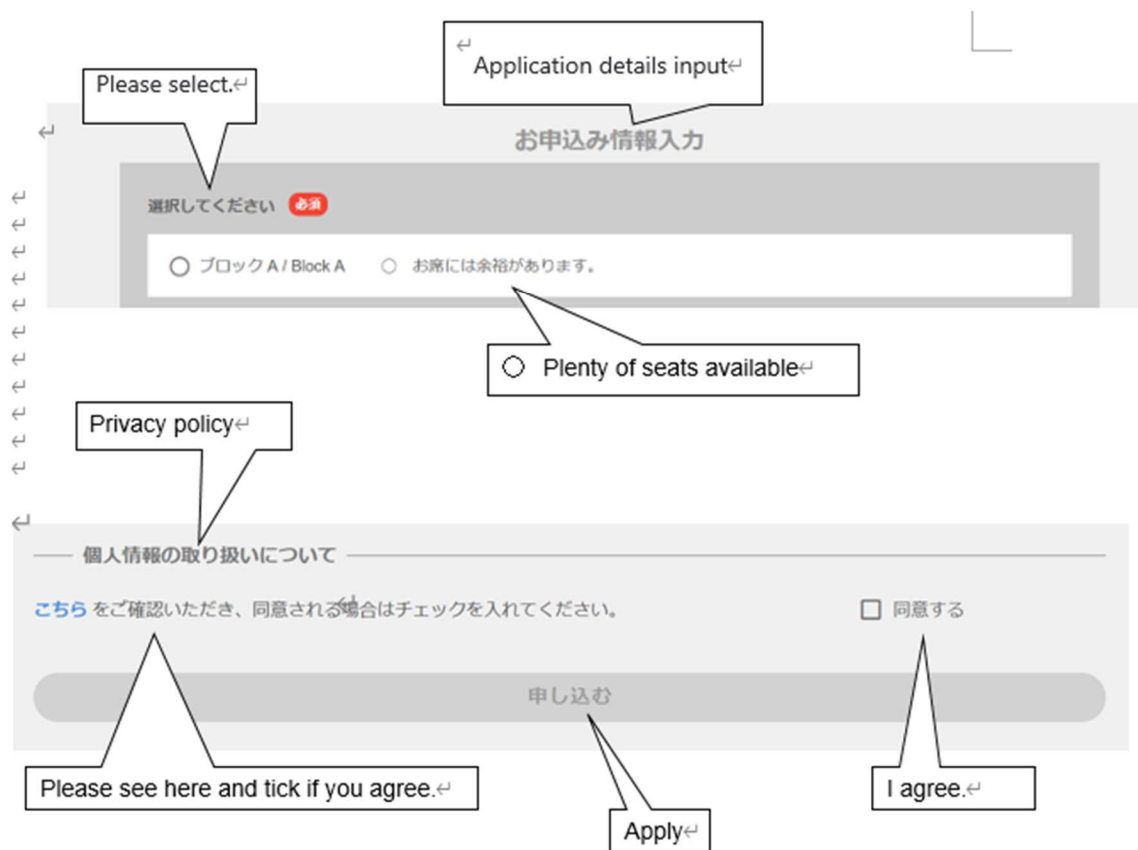 Application details input
Please select.
お申込み情報入力
選択してください 必須
ブロック A / Block A ○ お席には余裕があります。
○ Plenty of seats available
Privacy policy
個人情報の取り扱いについて
こちら をご確認いただき、同意される場合はチェックを入れてください。 同意する
申し込む
Please see here and tick if you agree.
I agree.
Apply